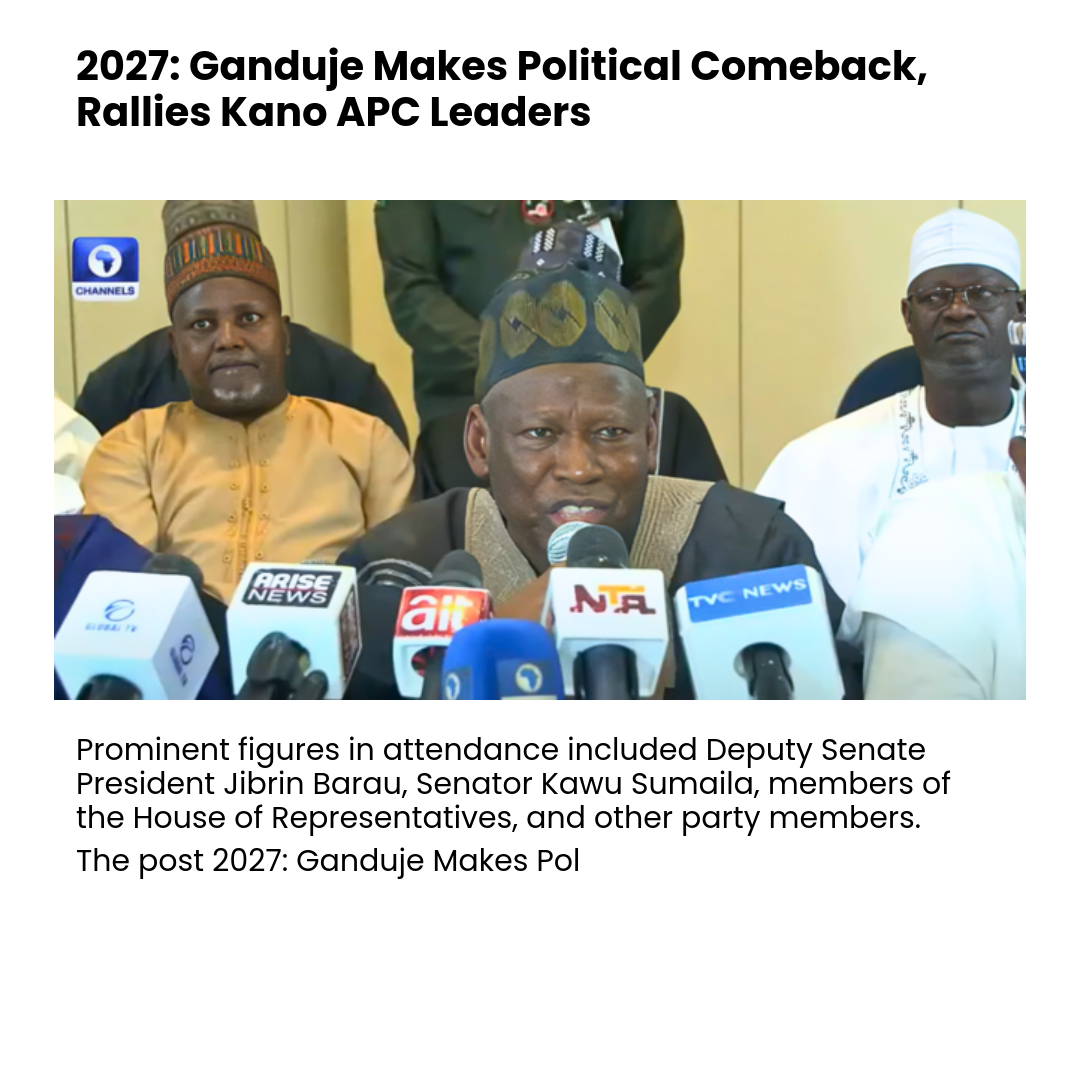 2027: Ganduje Makes Political Comeback,
Rallies Kano APC Leaders
CHANNELS
ARISE
NEWS
NTA
TVC NEWS
ait
GLOBAL TV
Prominent figures in attendance included Deputy Senate
President Jibrin Barau, Senator Kawu Sumaila, members of
the House of Representatives, and other party members.
The post 2027: Ganduje Makes Pol